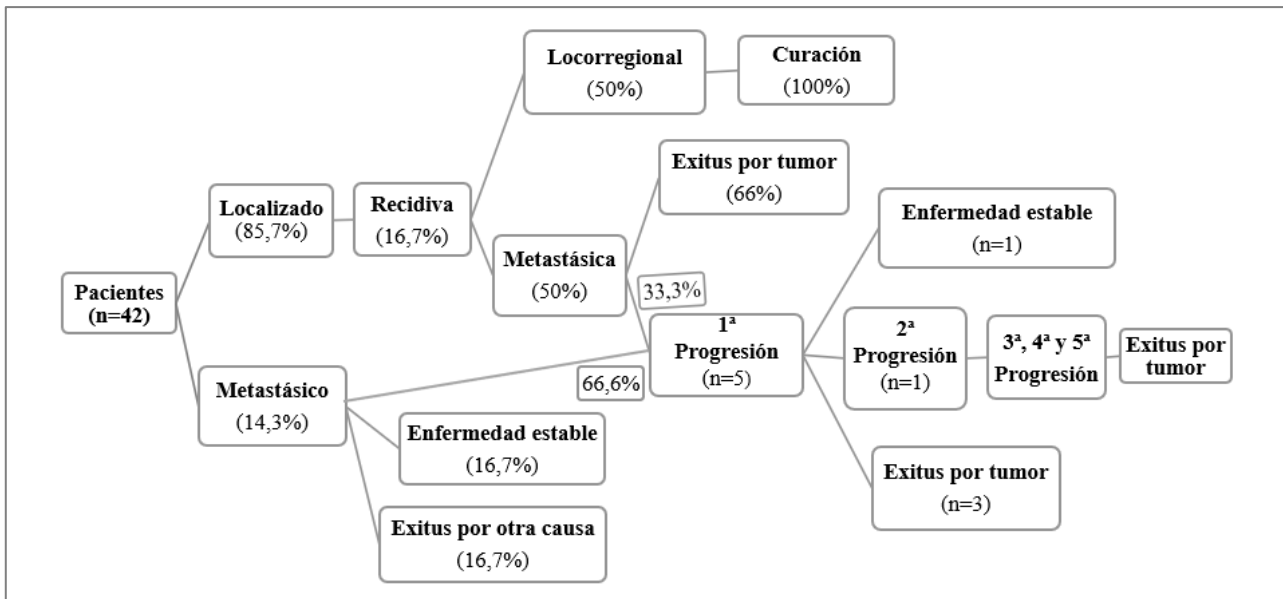 Pacientes
(n=42)
Localizado
(85,7%)
Recidiva
(16,7%)
Locorregional
(50%)
Curación
(100%)
Metastásica
(50%)
Exitus por tumor
(66%)
33,3%
Metastásico
(14,3%)
66,6%
1ª
Progresión
(n=5)
Enfermedad estable
(16,7%)
Exitus por otra causa
(16,7%)
Enfermedad estable
(n=1)
2ª
Progresión
(n=1)
3ª, 4ª y 5ª
Progresión
Exitus por
tumor
Exitus por tumor
(n=3)